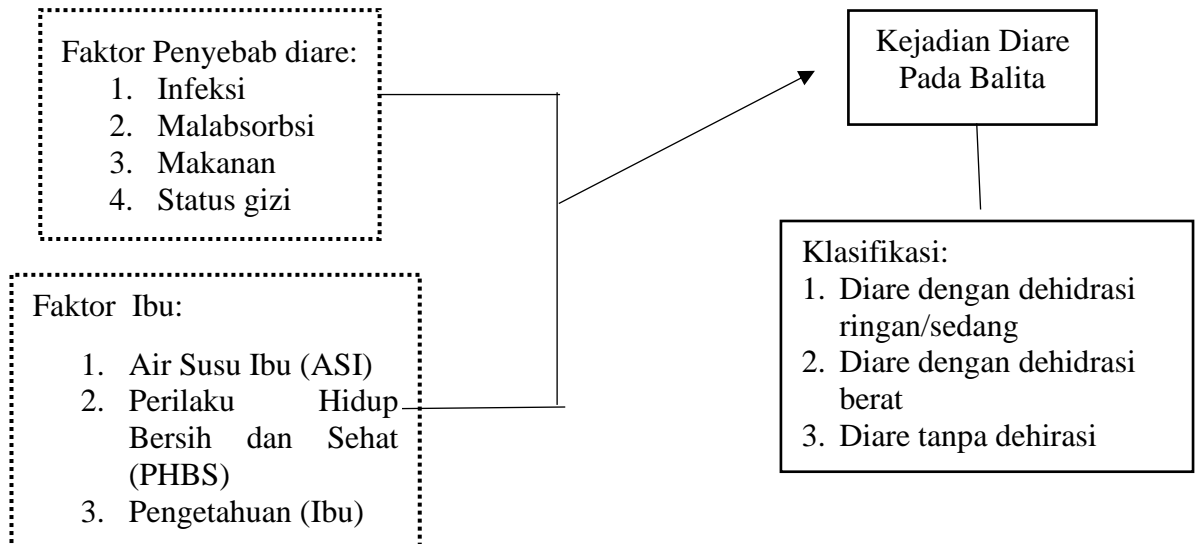 Faktor Penyebab diare:
1. Infeksi
2. Malabsorbsi
3. Makanan
4. Status gizi
Faktor Ibu:
1. Air Susu Ibu (ASI)
2. Perilaku Hidup
Bersih dan Sehat
(PHBS)
3. Pengetahuan (Ibu)
Kejadian Diare
Pada Balita
Klasifikasi:
1. Diare dengan dehidrasi
ringan/sedang
2. Diare dengan dehidrasi
berat
3. Diare tanpa dehirasi